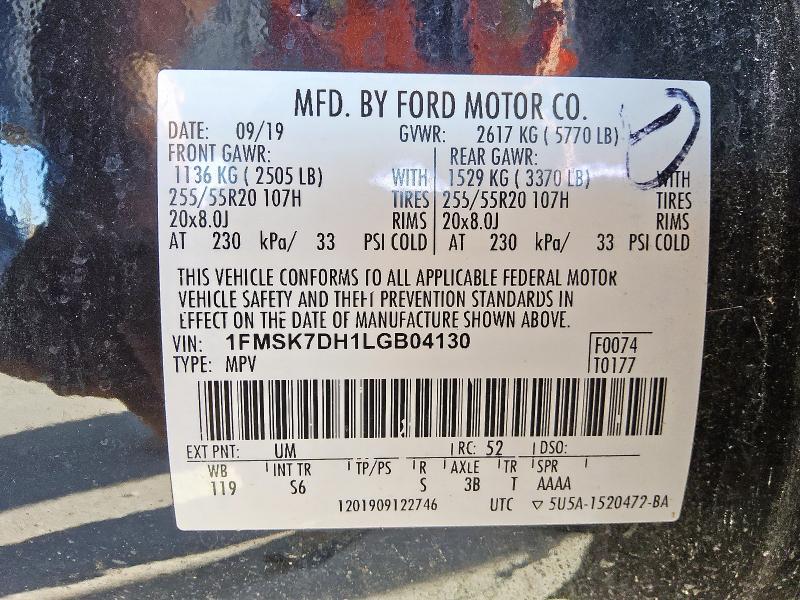 MFD. BY FORD MOTOR CO.
DATE: 09/19 GVWR: 2617 KG ( 5770 LB)
FRONT GAWR: REAR GAWR:
1136 KG ( 2505 LB) WITH 1529 KG ( 3370 LB) WITH
255/55R20 107H TIRES 255/55R20 107H TIRES
20x8.0J RIMS 20x8.0J RIMS
AT 230 kPa/ 33 PSI COLD AT 230 kPa/ 33 PSI COLD
THIS VEHICLE CONFORMS TO ALL APPLICABLE FEDERAL MOTOR
VEHICLE SAFETY AND THEFT PREVENTION STANDARDS IN
EFFECT ON THE DATE OF MANUFACTURE SHOWN ABOVE.
VIN: 1FMSK7DH1LGB04130 F0074
TYPE: MPV T0177
EXT PNT: UM RC: 52 DSO:
WB INT TR TP/PS R AXLE TR SPR
119 S6 S 3B T AAAA
1201909122746 UTC ▽ 5U5A-1520472-BA